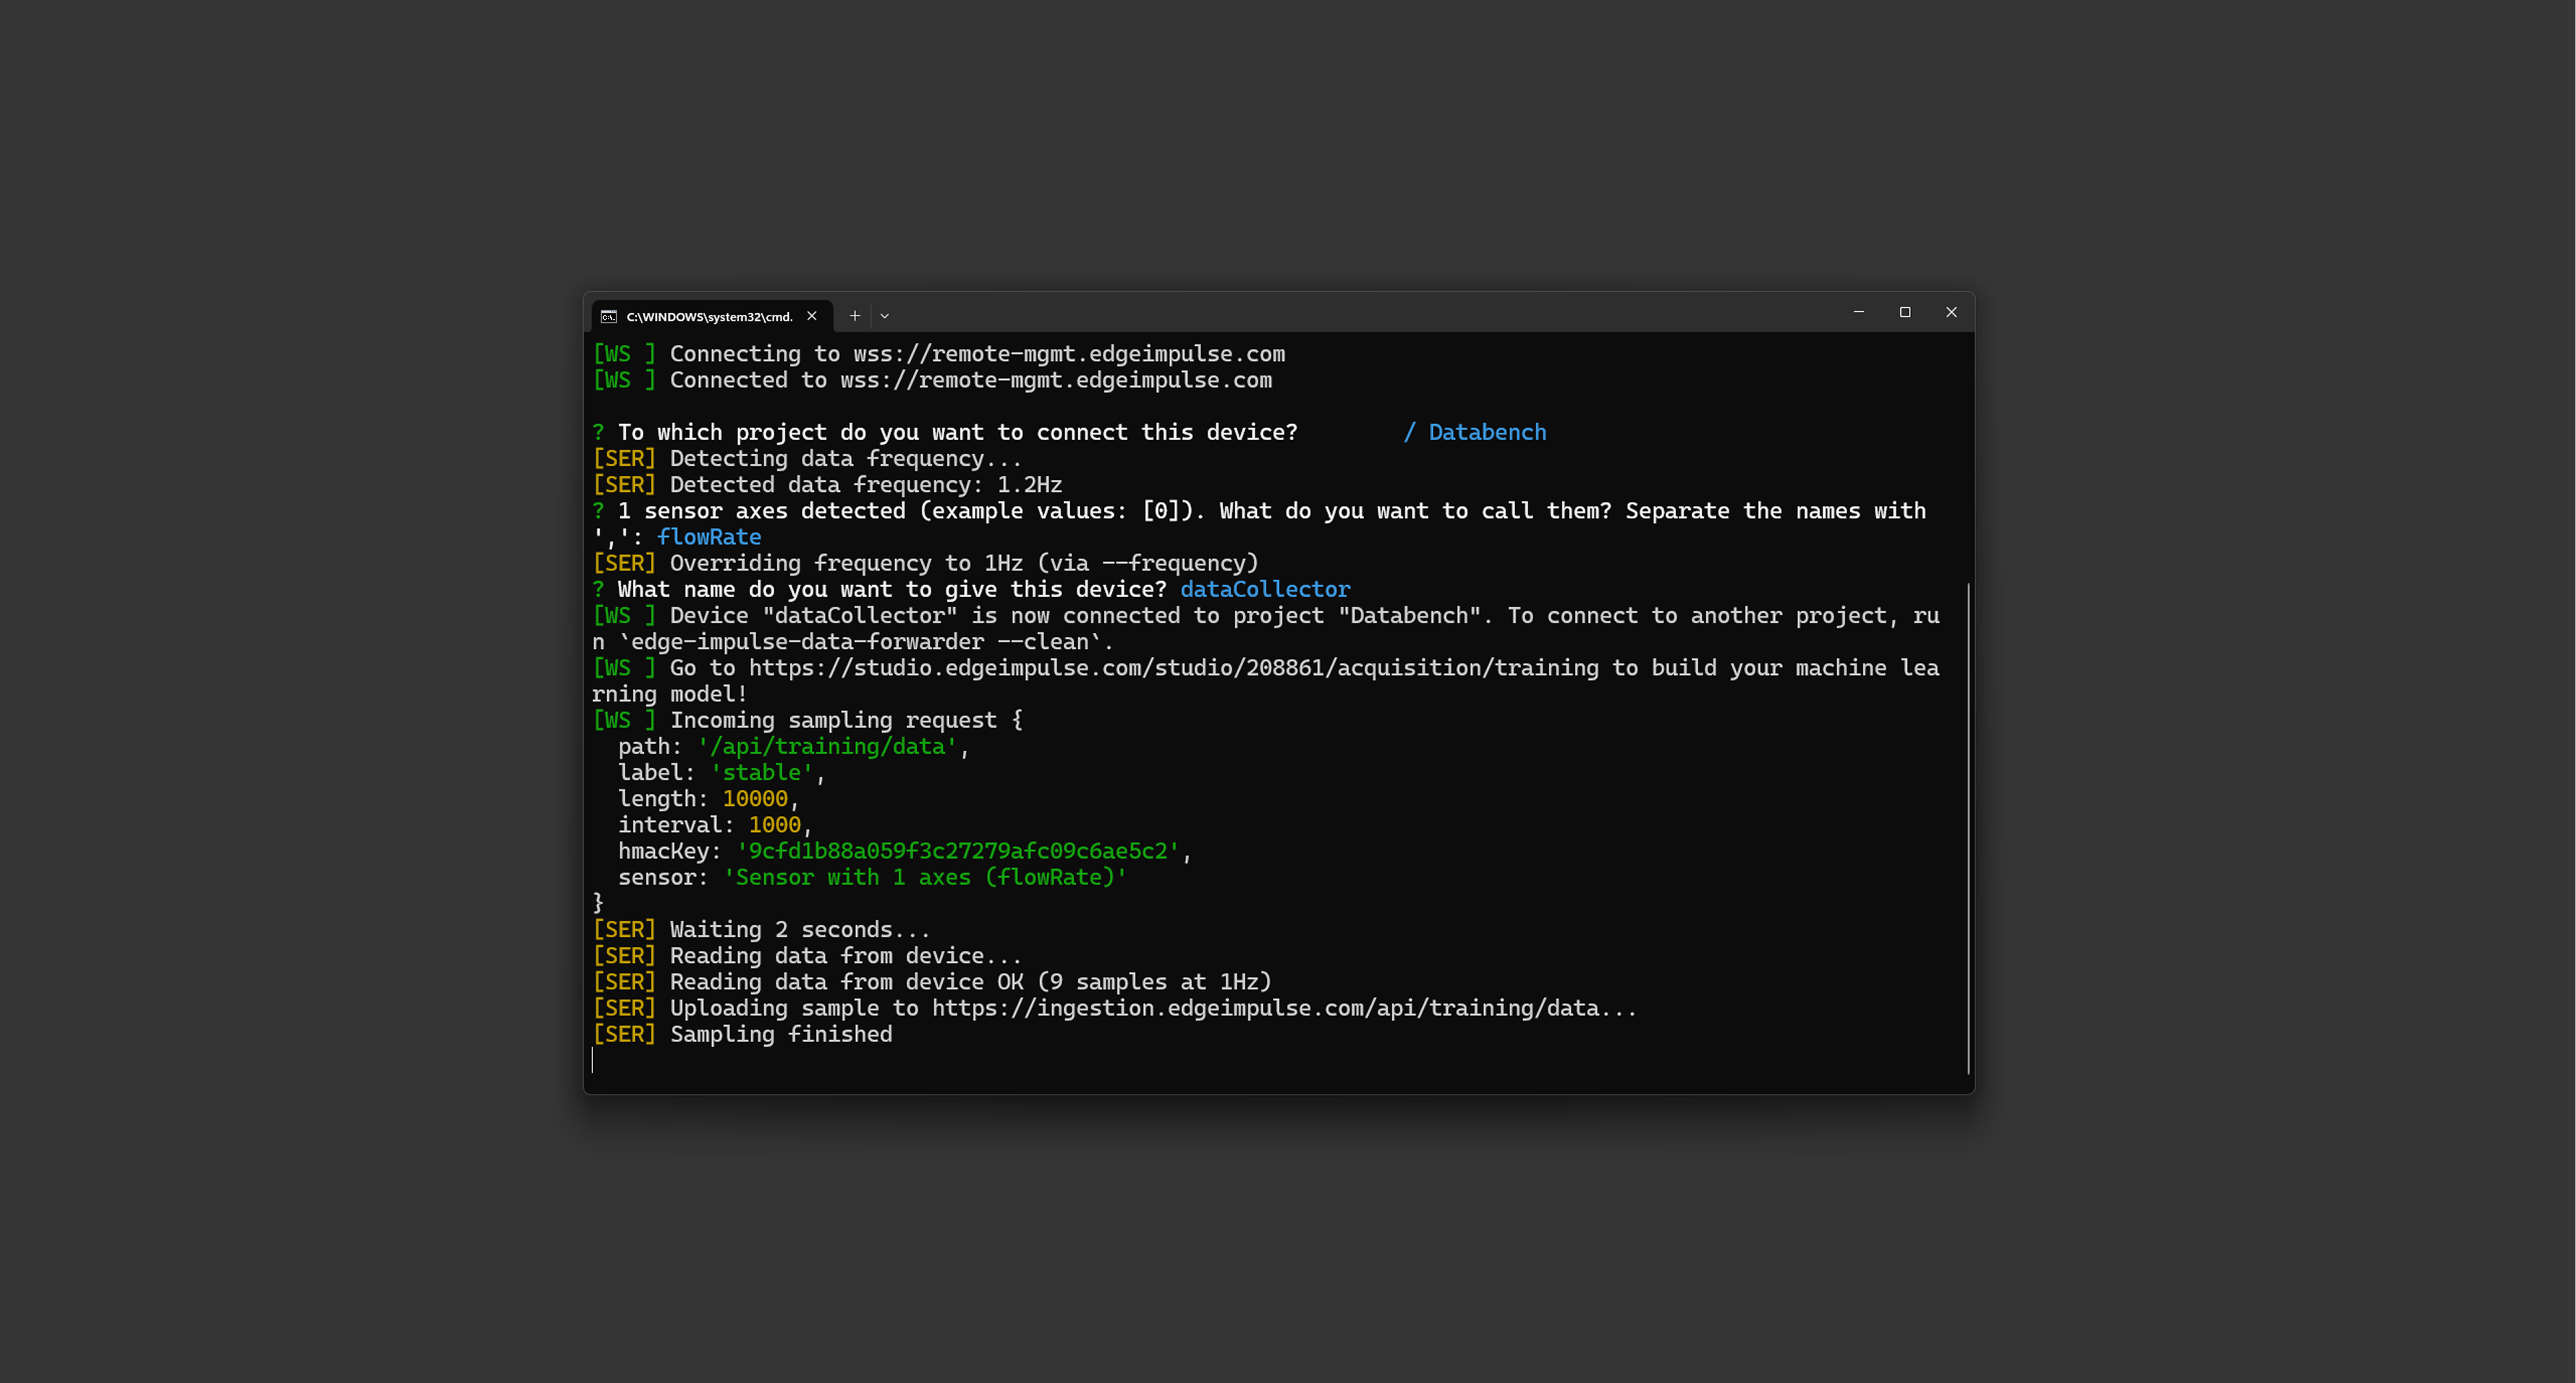 C:\WINDOWS\system32\cmd.
[WS ] Connecting to wss://remote-mgmt.edgeimpulse.com
[WS ] Connected to wss://remote-mgmt.edgeimpulse.com
? To which project do you want to connect this device? / Databench
[SER] Detecting data frequency...
[SER] Detected data frequency: 1.2Hz
? 1 sensor axes detected (example values: [0]). What do you want to call them? Separate the names with
',': flowRate
[SER] Overriding frequency to 1Hz (via --frequency)
? What name do you want to give this device? dataCollector
[WS ] Device "dataCollector" is now connected to project "Databench". To connect to another project, ru
n `edge-impulse-data-forwarder --clean`.
[WS ] Go to https://studio.edgeimpulse.com/studio/208861/acquisition/training to build your machine lea
rning model!
[WS ] Incoming sampling request {
path: '/api/training/data',
label: 'stable',
length: 10000,
interval: 1000,
hmacKey: '9cfd1b88a059f3c27279afc09c6ae5c2',
sensor: 'Sensor with 1 axes (flowRate)'
}
[SER] Waiting 2 seconds...
[SER] Reading data from device...
[SER] Reading data from device OK (9 samples at 1Hz)
[SER] Uploading sample to https://ingestion.edgeimpulse.com/api/training/data...
[SER] Sampling finished